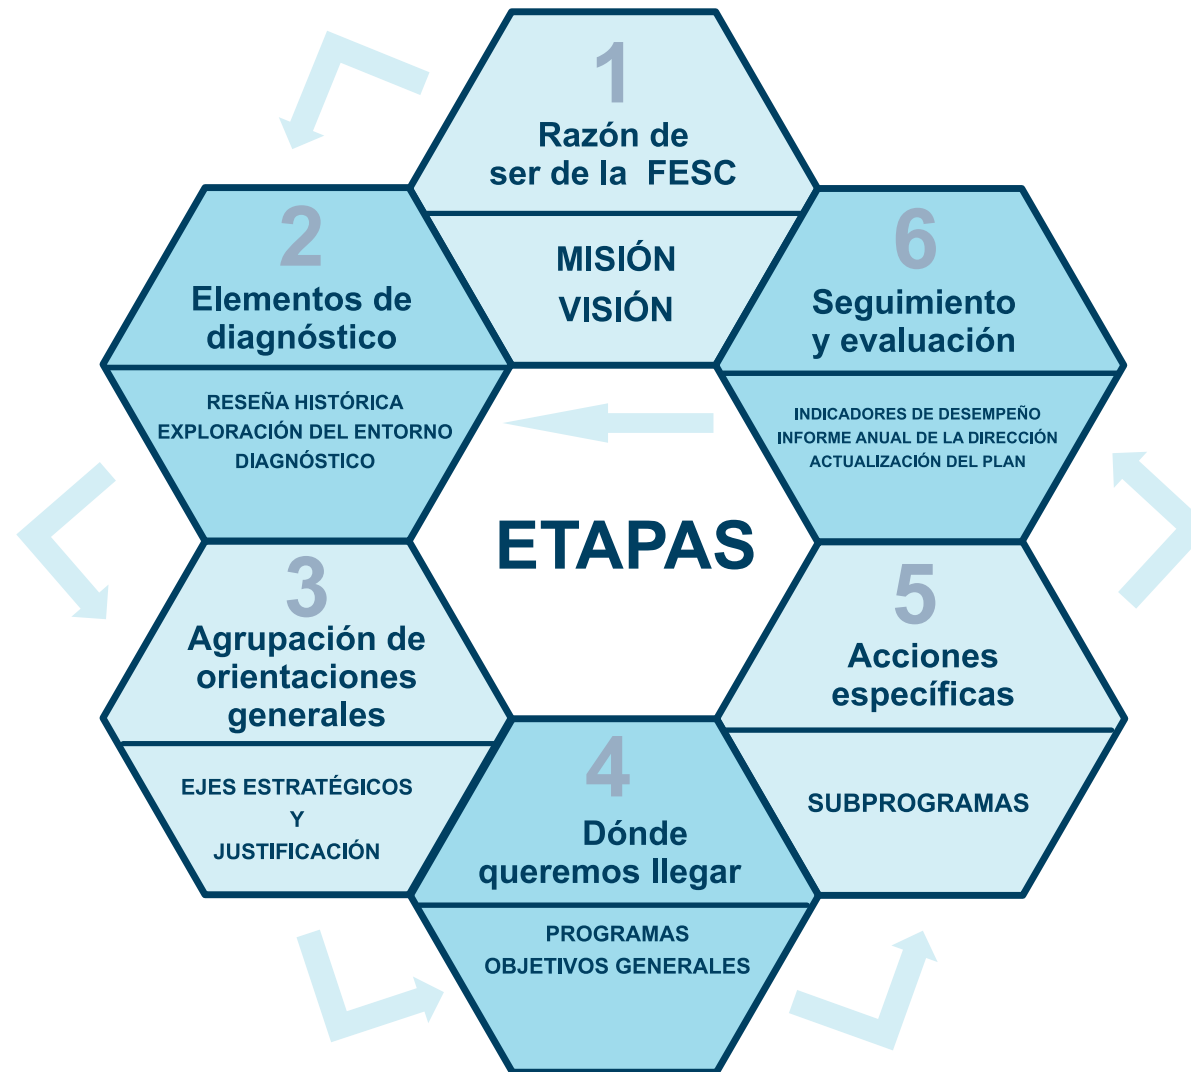 1
Razón de
ser de la FESC
MISIÓN
VISIÓN
2
Elementos de
diagnóstico
RESEÑA HISTÓRICA
EXPLORACIÓN DEL ENTORNO
DIAGNÓSTICO
3
Agrupación de
orientaciones
generales
EJES ESTRATÉGICOS
Y
JUSTIFICACIÓN
4
Dónde
queremos llegar
PROGRAMAS
OBJETIVOS GENERALES
5
Acciones
específicas
SUBPROGRAMAS
6
Seguimiento
y evaluación
INDICADORES DE DESEMPEÑO
INFORME ANUAL DE LA DIRECCIÓN
ACTUALIZACIÓN DEL PLAN
ETAPAS